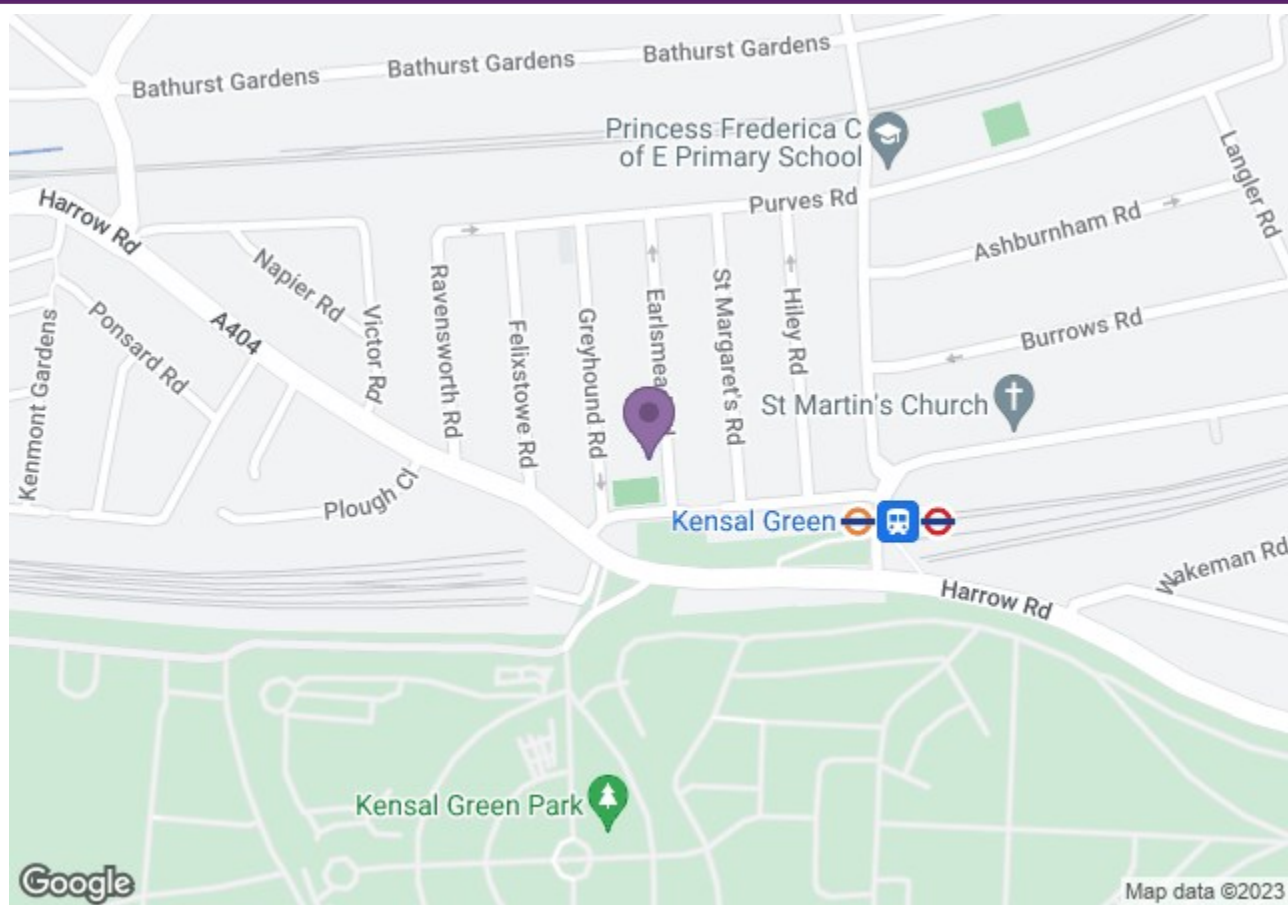 Bathurst Gardens
Bathurst Gardens
Bathurst Gardens
Princess Frederica C
of E Primary School
Langler Rd
Harrow Rd
Purves Rd
Ashburnham Rd
Napier Rd
Ravensworth Rd
Earlsmea
St Margaret's Rd
Hiley Rd
Kenmont Gardens
Ponsard Rd
A404
Victor Rd
Felixstowe Rd
Greyhound Rd
Burrows Rd
St Martin's Church
Plough Cl
Kensal Green
Wakeman Rd
Harrow Rd
Kensal Green Park
Google
Map data ©2023